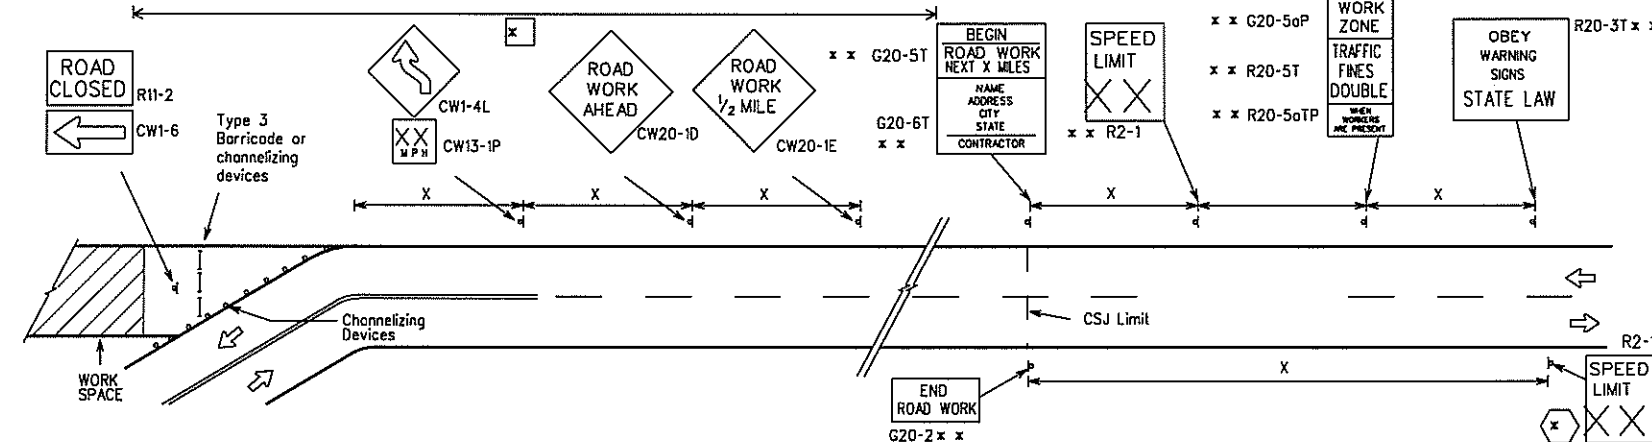 ROAD
CLOSED
R11-2
CW1-6
Type 3
Barricade or
channelizing
devices
CW1-4L
XX
MPH
CW13-1P
x
ROAD
WORK
AHEAD
CW20-1D
ROAD
WORK
1/2 MILE
CW20-1E
x x G20-5T
G20-6T
x x
BEGIN
ROAD WORK
NEXT X MILES
NAME
ADDRESS
CITY
STATE
CONTRACTOR
SPEED
LIMIT
X X
x x R2-1
x x G20-5aP
x x R20-5T
x x R20-5aTP
WORK
ZONE
TRAFFIC
FINES
DOUBLE
WHEN
WORKERS
ARE PRESENT
OBEY
WARNING
SIGNS
STATE LAW
R20-3T x
X
X
X
X
X
Channelizing
Devices
WORK
SPACE
CSJ Limit
END
ROAD WORK
G20-2 x x
X
R2-1
SPEED
LIMIT
X X
x